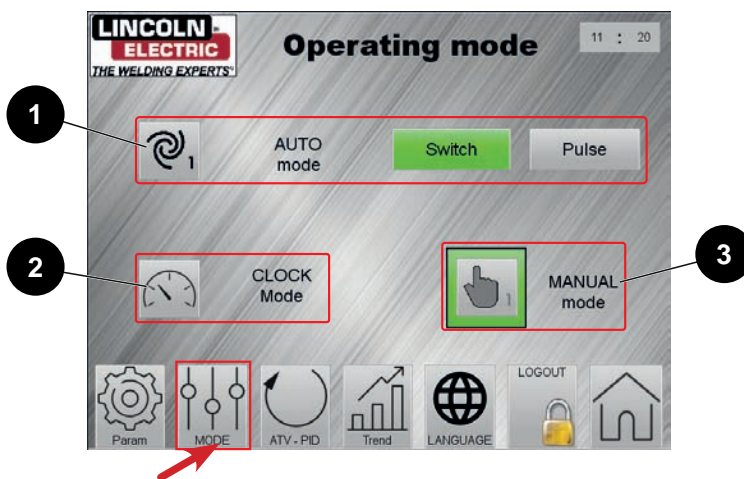 LINCOLN
ELECTRIC
THE WELDING EXPERTS®
Operating mode
11 : 20
1
1
AUTO
mode
Switch
Pulse
2
CLOCK
Mode
1
MANUAL
mode
3
Param
MODE
ATV - PID
Trend
LANGUAGE
LOGOUT